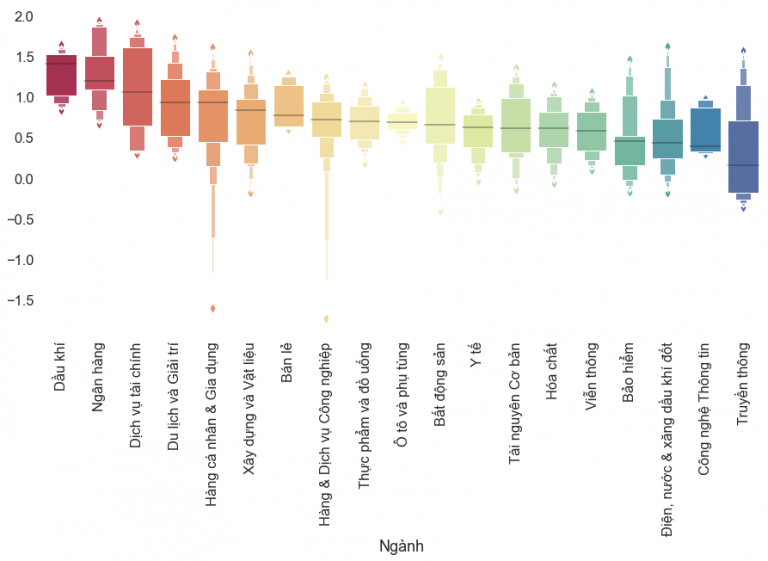 2.0
1.5
1.0
0.5
0.0
−0.5
−1.0
−1.5
Dầu khí
Ngân hàng
Dịch vụ tài chính
Du lịch và Giải trí
Hàng cá nhân & Gia dụng
Xây dựng và Vật liệu
Bán lẻ
Hàng & Dịch vụ Công nghiệp
Thực phẩm và đồ uống
Ô tô và phụ tùng
Bất động sản
Y tế
Tài nguyên Cơ bản
Hóa chất
Viễn thông
Bảo hiểm
Điện, nước & xăng dầu khí đốt
Công nghệ Thông tin
Truyền thông
Ngành